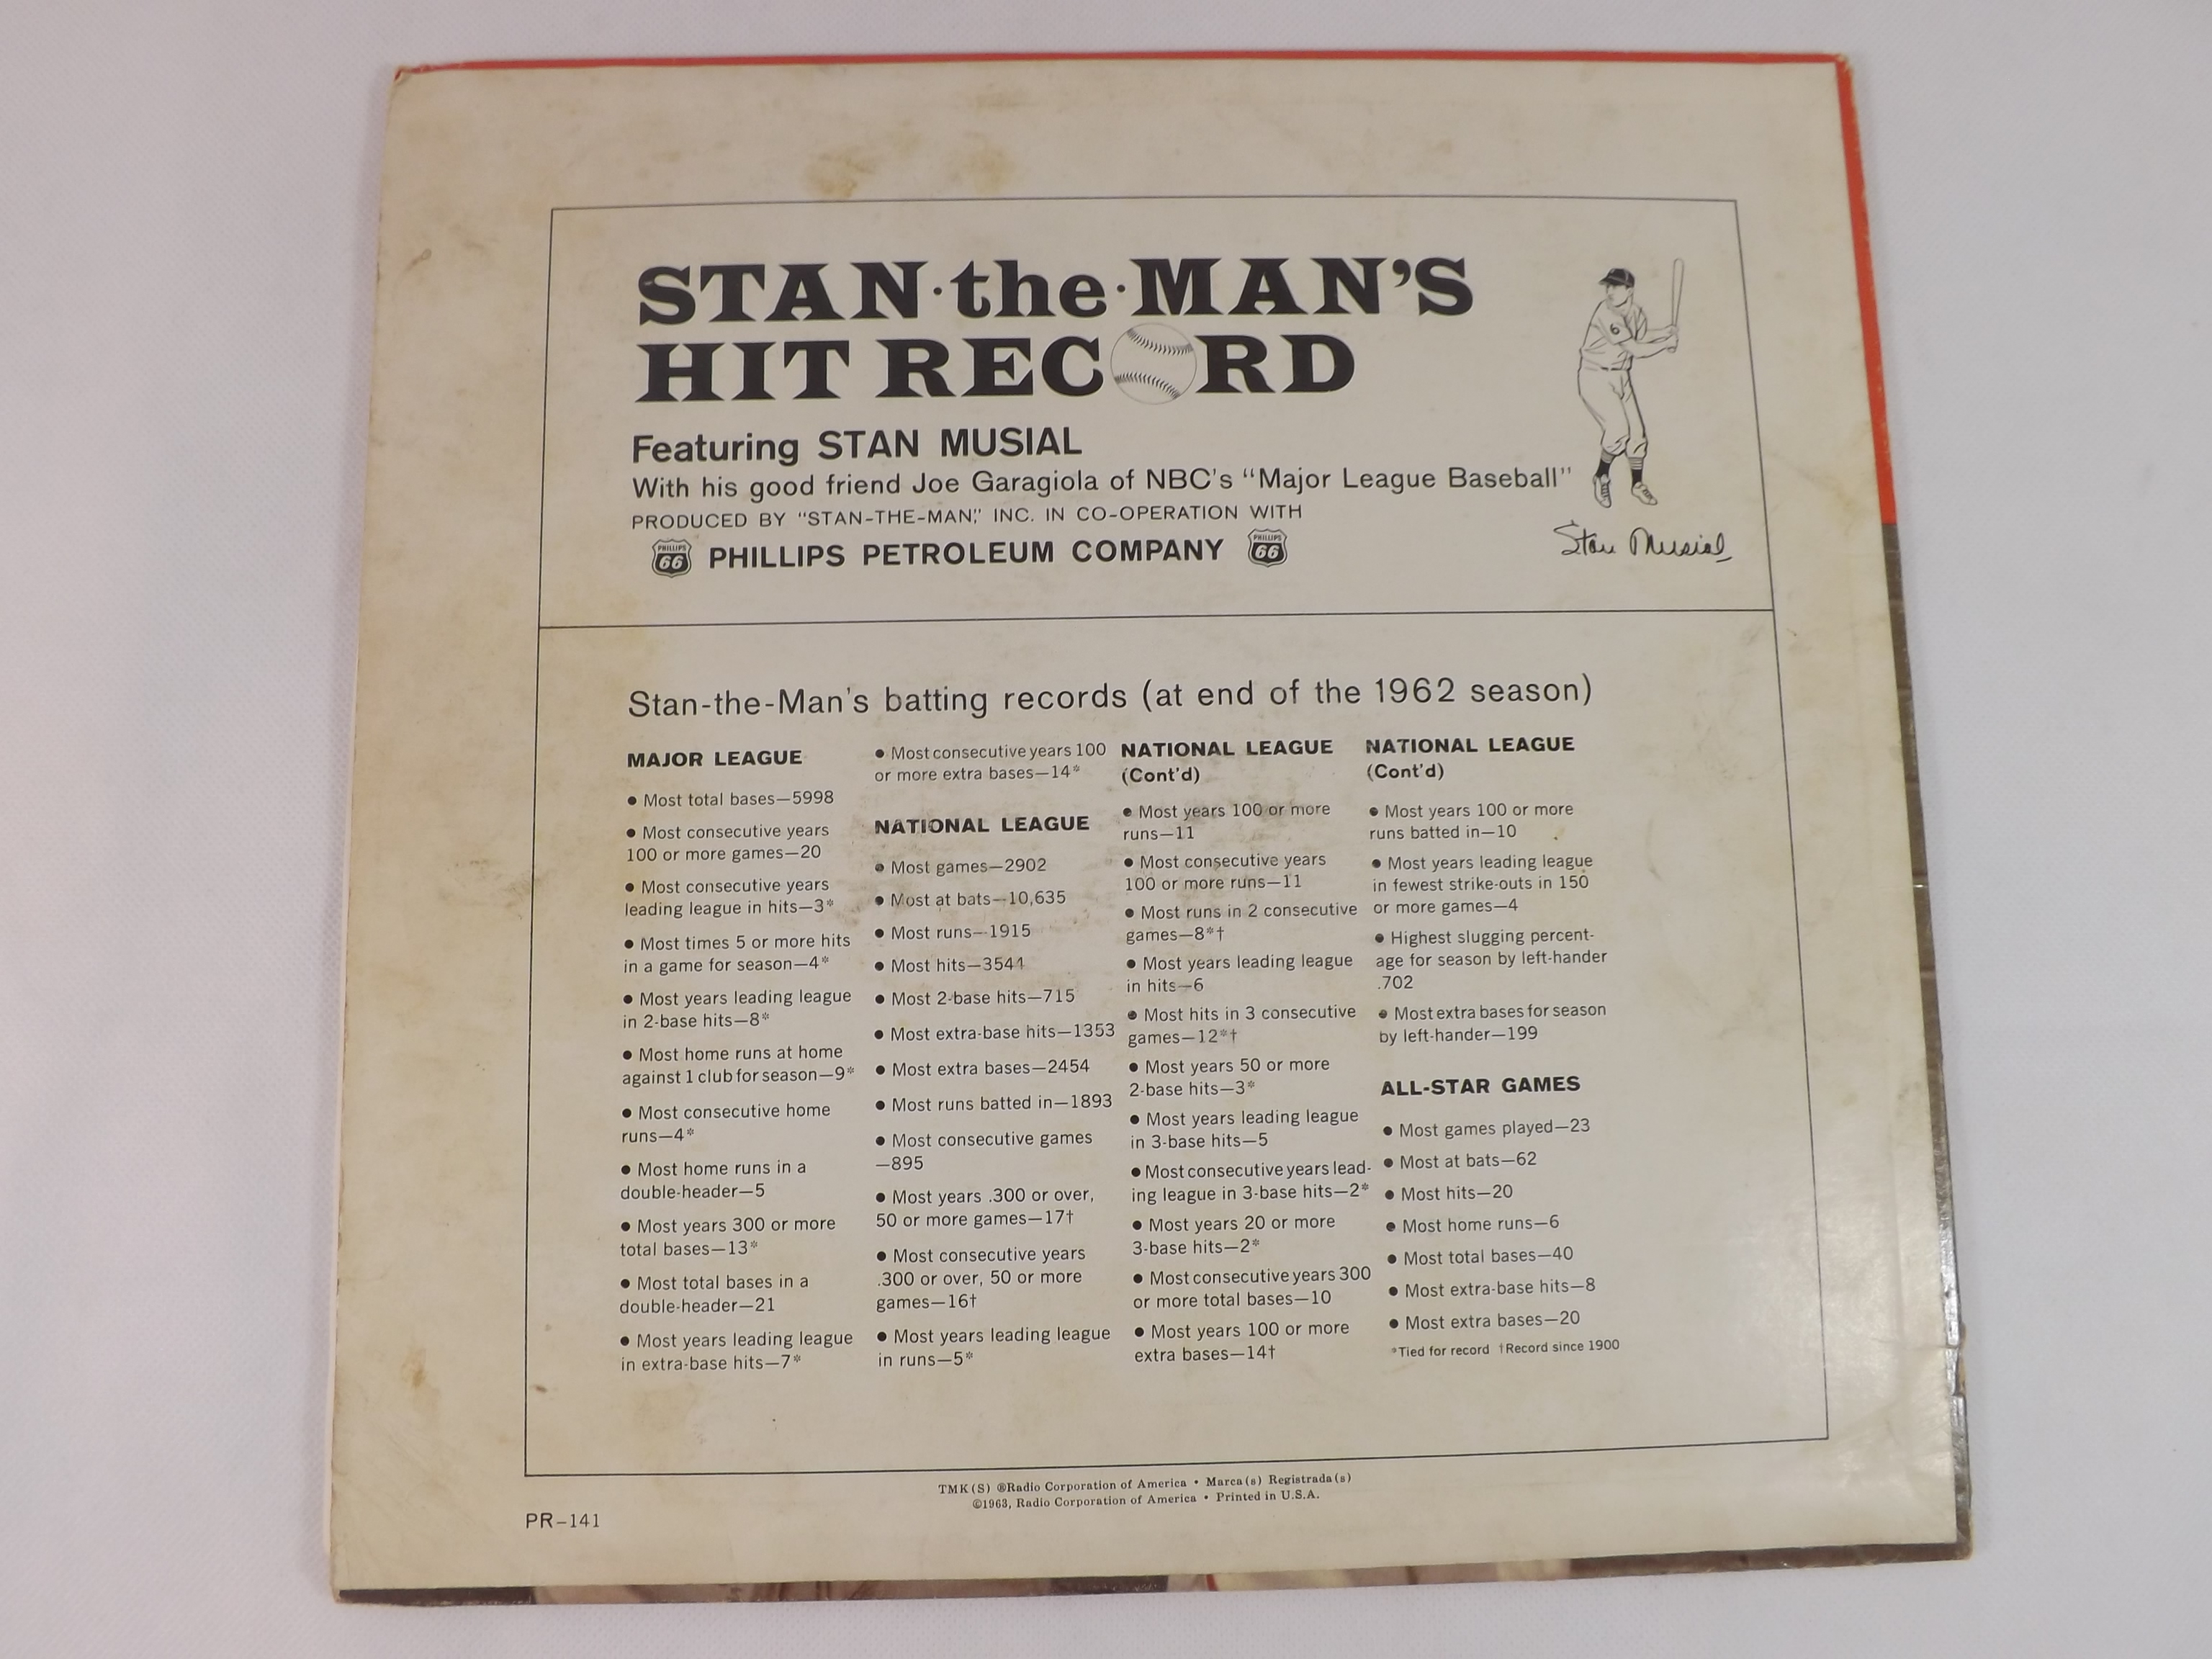 STAN·the·MAN'S
HIT RECORD
Featuring STAN MUSIAL
With his good friend Joe Garagiola of NBC's "Major League Baseball"
PRODUCED BY "STAN-THE-MAN," INC. IN CO-OPERATION WITH
PHILLIPS 66 PHILLIPS PETROLEUM COMPANY PHILLIPS 66
6
Stan Musial
Stan-the-Man's batting records (at end of the 1962 season)
MAJOR LEAGUE
• Most total bases—5998
• Most consecutive years
100 or more games—20
• Most consecutive years
leading league in hits—3*
• Most times 5 or more hits
in a game for season—4*
• Most years leading league
in 2-base hits—8*
• Most home runs at home
against 1 club for season—9*
• Most consecutive home
runs—4*
• Most home runs in a
double-header—5
• Most years 300 or more
total bases—13*
• Most total bases in a
double-header—21
• Most years leading league
in extra-base hits—7*
• Most consecutive years 100
or more extra bases—14*
NATIONAL LEAGUE
• Most games—2902
• Most at bats—10,635
• Most runs—1915
• Most hits—3544
• Most 2-base hits—715
• Most extra-base hits—1353
• Most extra bases—2454
• Most runs batted in—1893
• Most consecutive games
—895
• Most years .300 or over,
50 or more games—17†
• Most consecutive years
.300 or over, 50 or more
games—16†
• Most years leading league
in runs—5*
NATIONAL LEAGUE
(Cont'd)
• Most years 100 or more
runs—11
• Most consecutive years
100 or more runs—11
• Most runs in 2 consecutive
games—8*†
• Most years leading league
in hits—6
• Most hits in 3 consecutive
games—12*†
• Most years 50 or more
2-base hits—3*
• Most years leading league
in 3-base hits—5
• Most consecutive years lead-
ing league in 3-base hits—2*
• Most years 20 or more
3-base hits—2*
• Most consecutive years 300
or more total bases—10
• Most years 100 or more
extra bases—14†
NATIONAL LEAGUE
(Cont'd)
• Most years 100 or more
runs batted in—10
• Most years leading league
in fewest strike-outs in 150
or more games—4
• Highest slugging percent-
age for season by left-hander
.702
• Most extra bases for season
by left-hander—199
ALL-STAR GAMES
• Most games played—23
• Most at bats—62
• Most hits—20
• Most home runs—6
• Most total bases—40
• Most extra-base hits—8
• Most extra bases—20
*Tied for record †Record since 1900
TMK(S) ®Radio Corporation of America • Marca(s) Registrada(s)
©1963, Radio Corporation of America • Printed in U.S.A.
PR-141